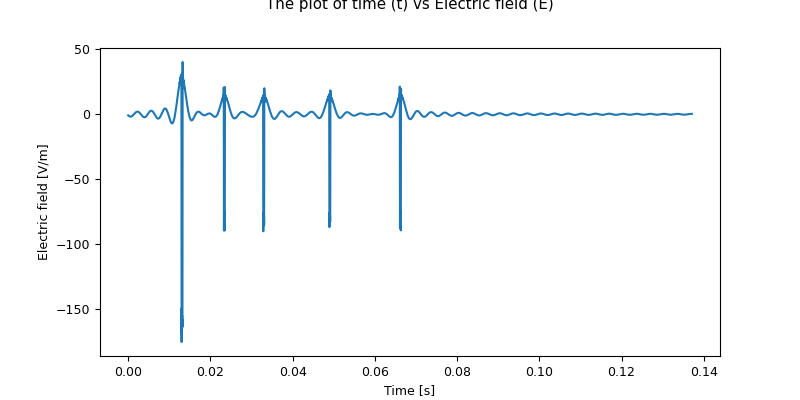 The plot of time (t) vs Electric field (E)
50
0
−50
−100
−150
Electric field [V/m]
0.00 0.02 0.04 0.06 0.08 0.10 0.12 0.14
Time [s]